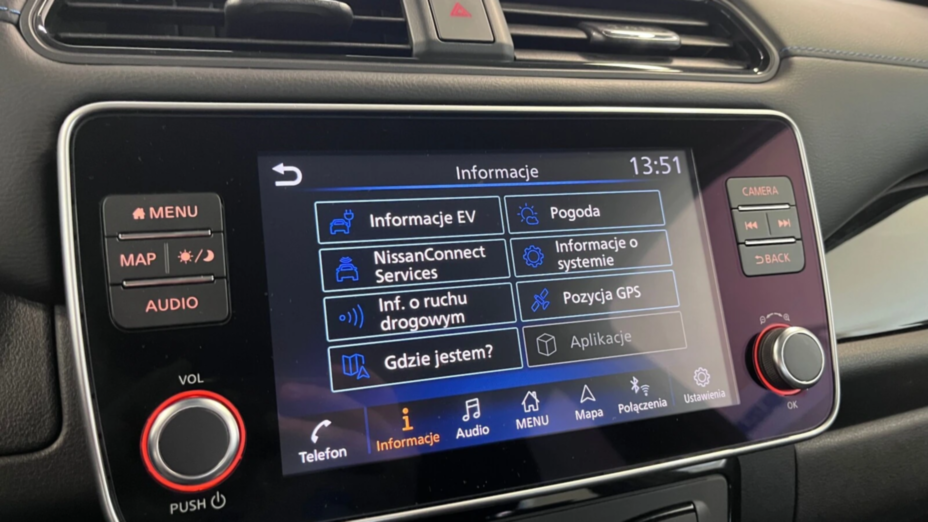 Informacje
13:51
MENU
MAP
AUDIO
VOL
PUSH
Informacje EV
Pogoda
NissanConnect
Services
Informacje o
systemie
Inf. o ruchu
drogowym
Pozycja GPS
Gdzie jestem?
Aplikacje
Telefon
Informacje
Audio
MENU
Mapa
Połączenia
Ustawienia
CAMERA
BACK
OK